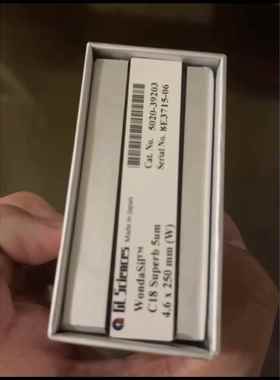 GL Sciences Made in Japan
WondaSil™
C18 Superb 5um
4.6 x 250 mm (W)
Cat. No. 5020-39203
Serial No. 8E3715-06